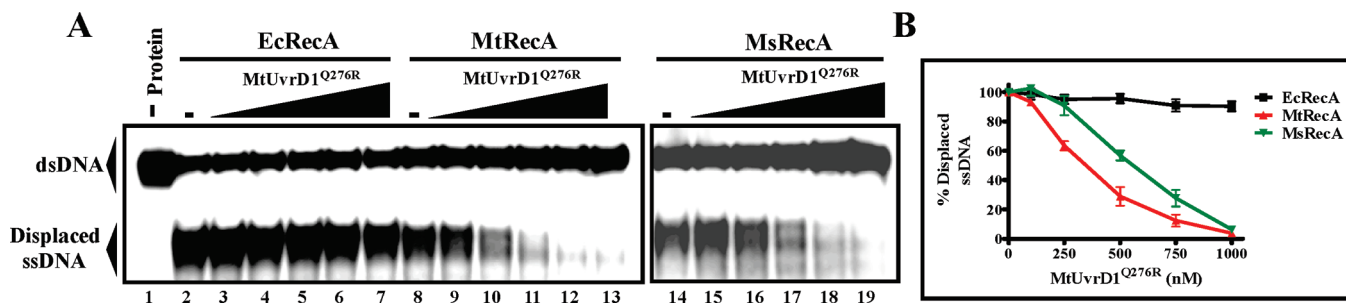 A
B
EcRecA
MtRecA
MsRecA
– Protein
MtUvrD1Q276R
MtUvrD1Q276R
MtUvrD1Q276R
-
-
-
dsDNA
Displaced
ssDNA
1 2 3 4 5 6 7 8 9 10 11 12 13 14 15 16 17 18 19
% Displaced
ssDNA
100
80
60
40
20
0
0 250 500 750 1000
MtUvrD1Q276R (nM)
EcRecA
MtRecA
MsRecA